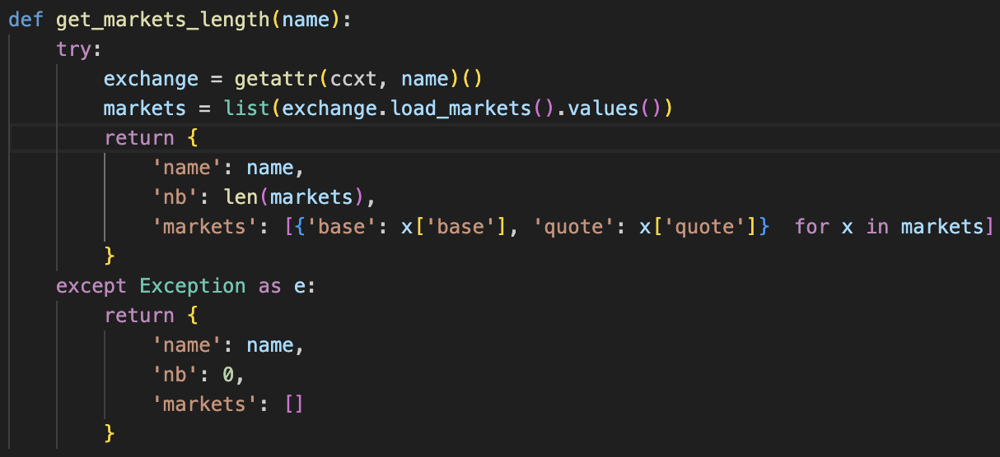 def get_markets_length(name):
    try:
        exchange = getattr(ccxt, name)()
        markets = list(exchange.load_markets().values())
        return {
            'name': name,
            'nb': len(markets),
            'markets': [{'base': x['base'], 'quote': x['quote']}  for x in markets]
        }
    except Exception as e:
        return {
            'name': name,
            'nb': 0,
            'markets': []
        }